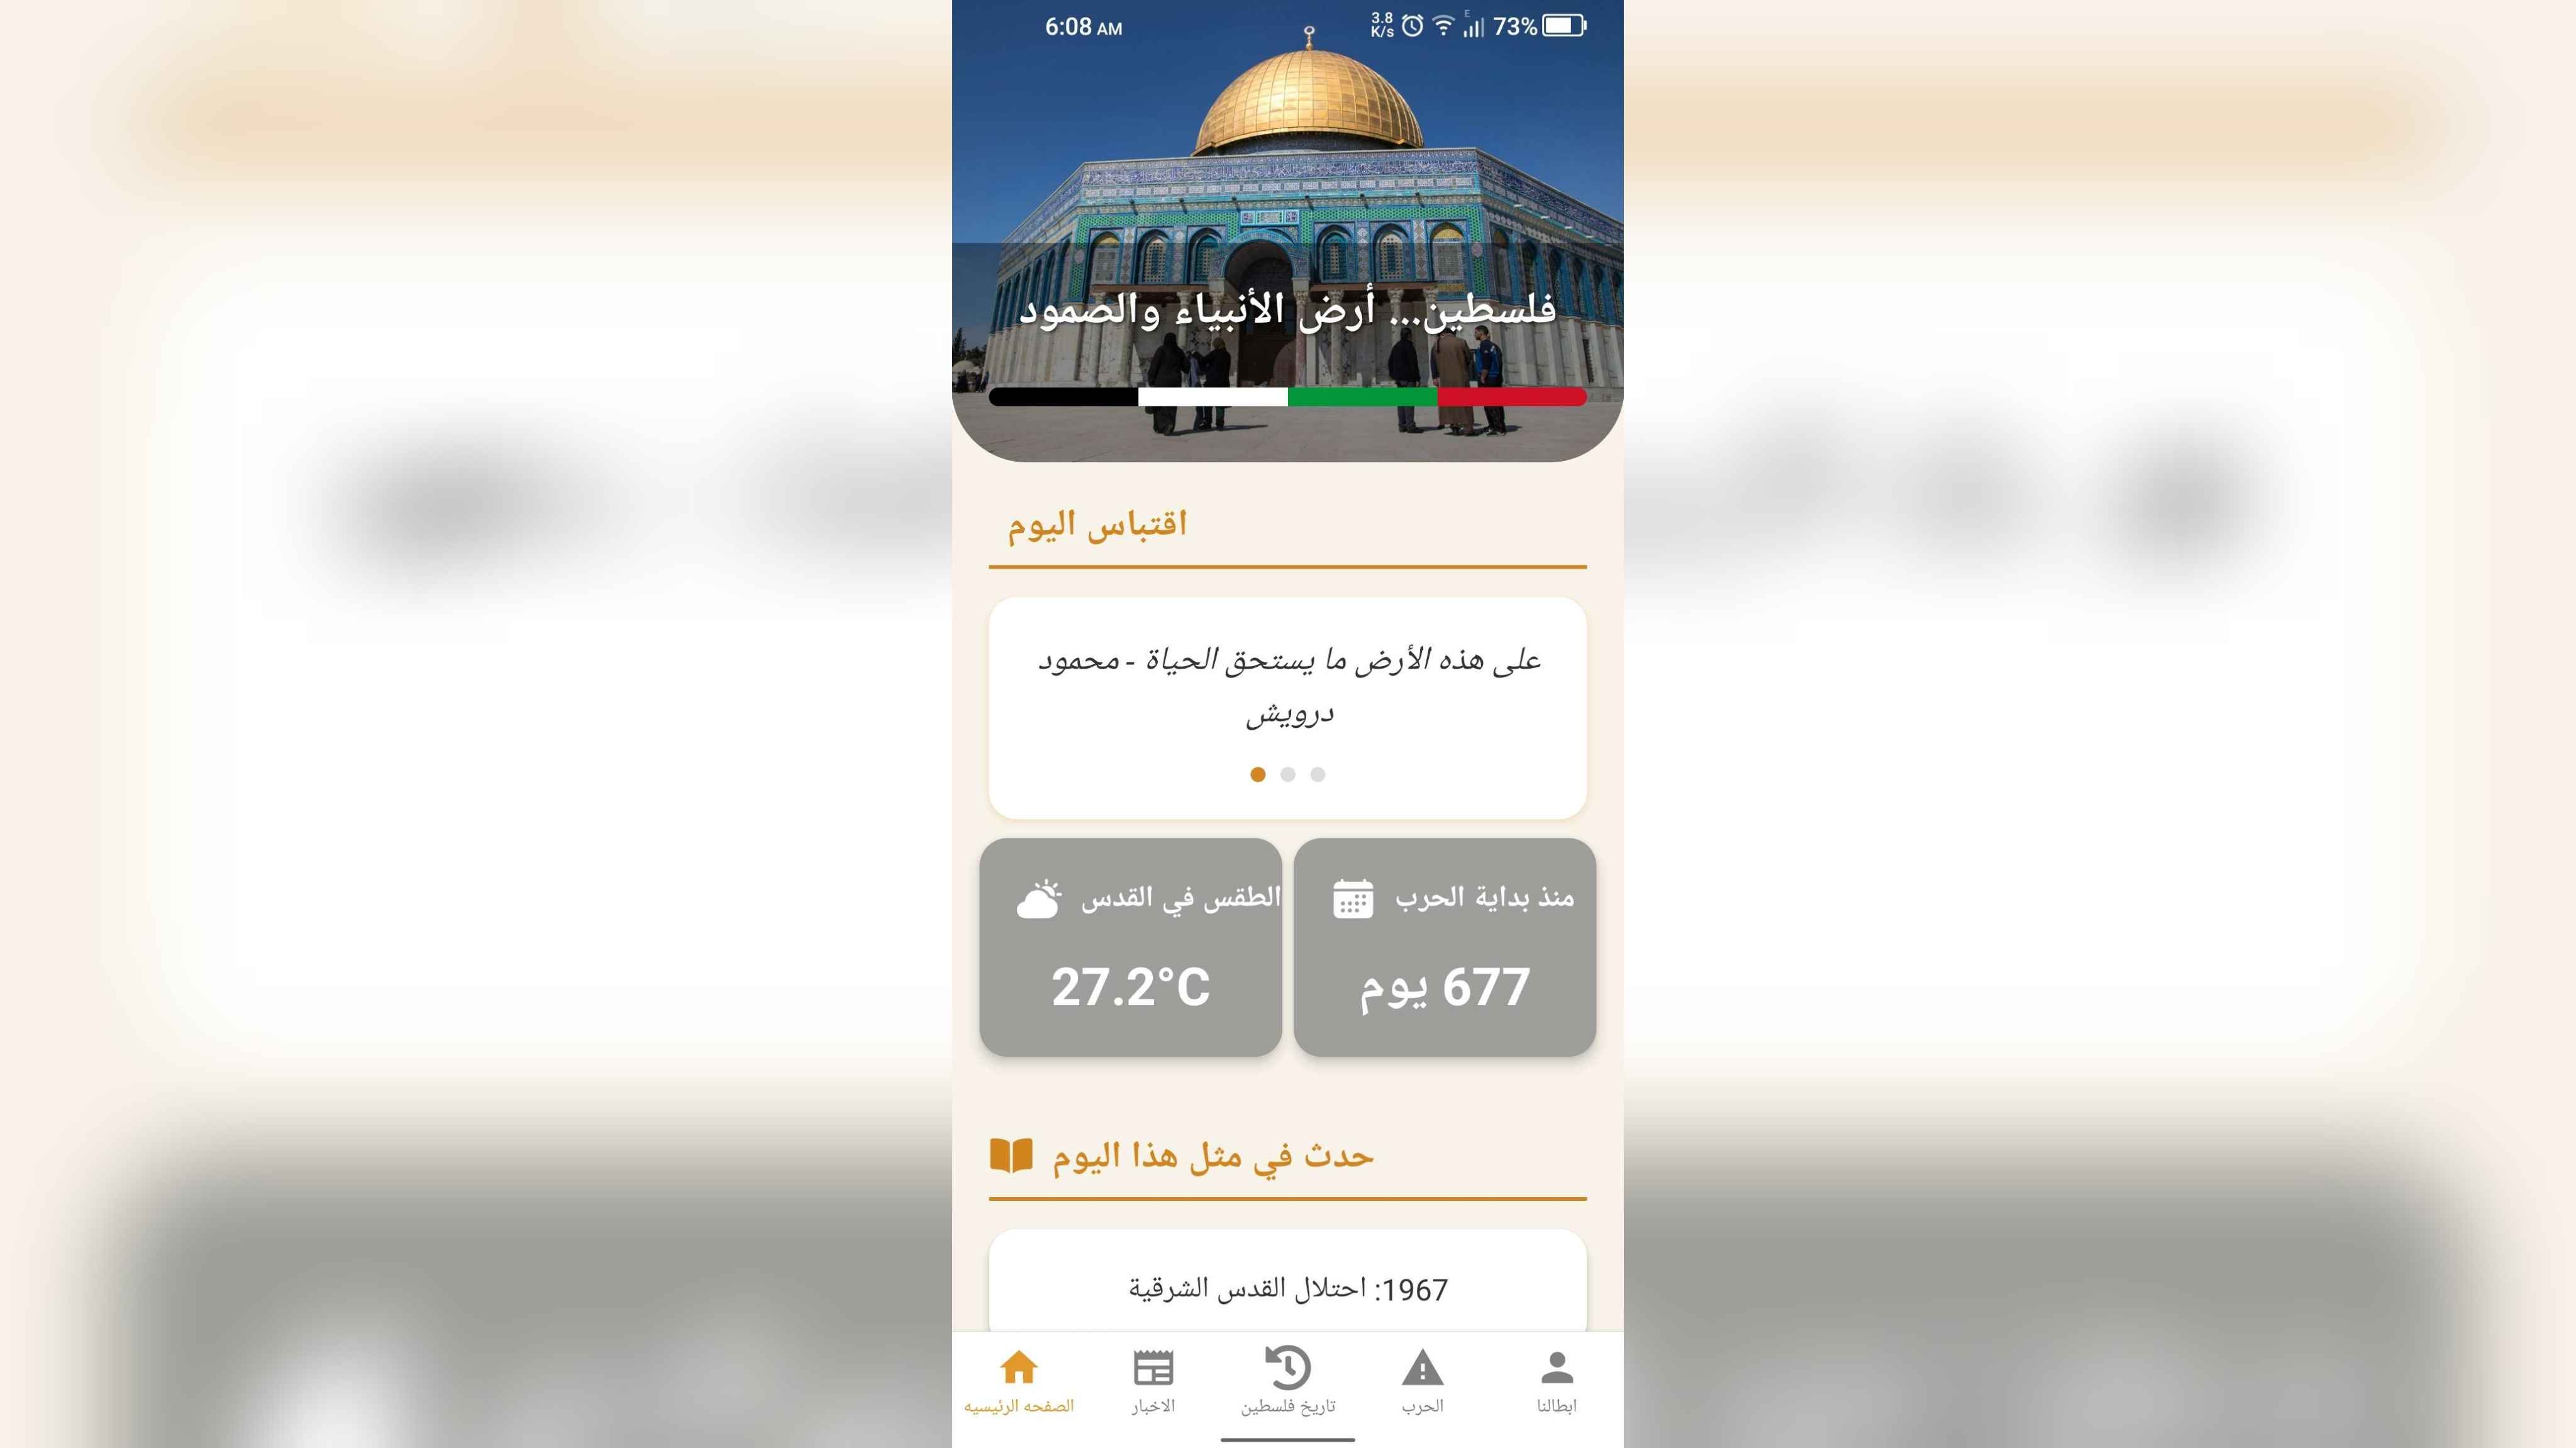 6:08 AM
3.8 K/s
E
73%
فلسطين... أرض الأنبياء والصمود
اقتباس اليوم
على هذه الأرض ما يستحق الحياة - محمود
درويش
منذ بداية الحرب
677 يوم
الطقس في القدس
27.2°C
حدث في مثل هذا اليوم
1967: احتلال القدس الشرقية
ابطالنا
الحرب
تاريخ فلسطين
الاخبار
الصفحه الرئيسيه